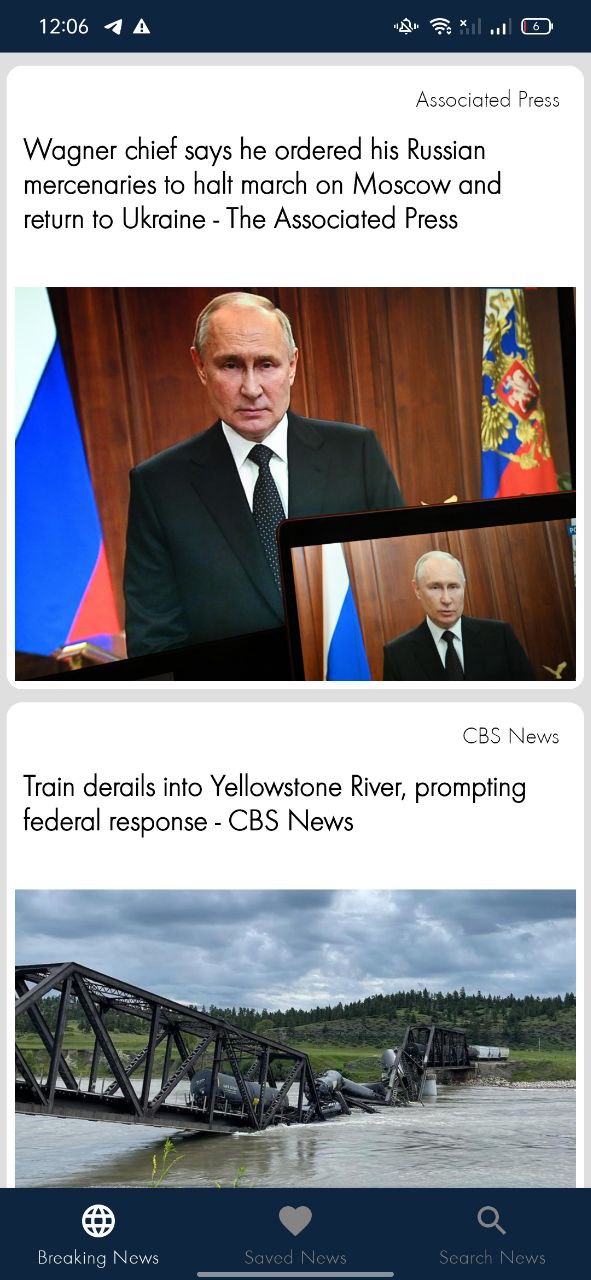 12:06
6
Associated Press
Wagner chief says he ordered his Russian
mercenaries to halt march on Moscow and
return to Ukraine - The Associated Press
CBS News
Train derails into Yellowstone River, prompting
federal response - CBS News
Breaking News
Saved News
Search News